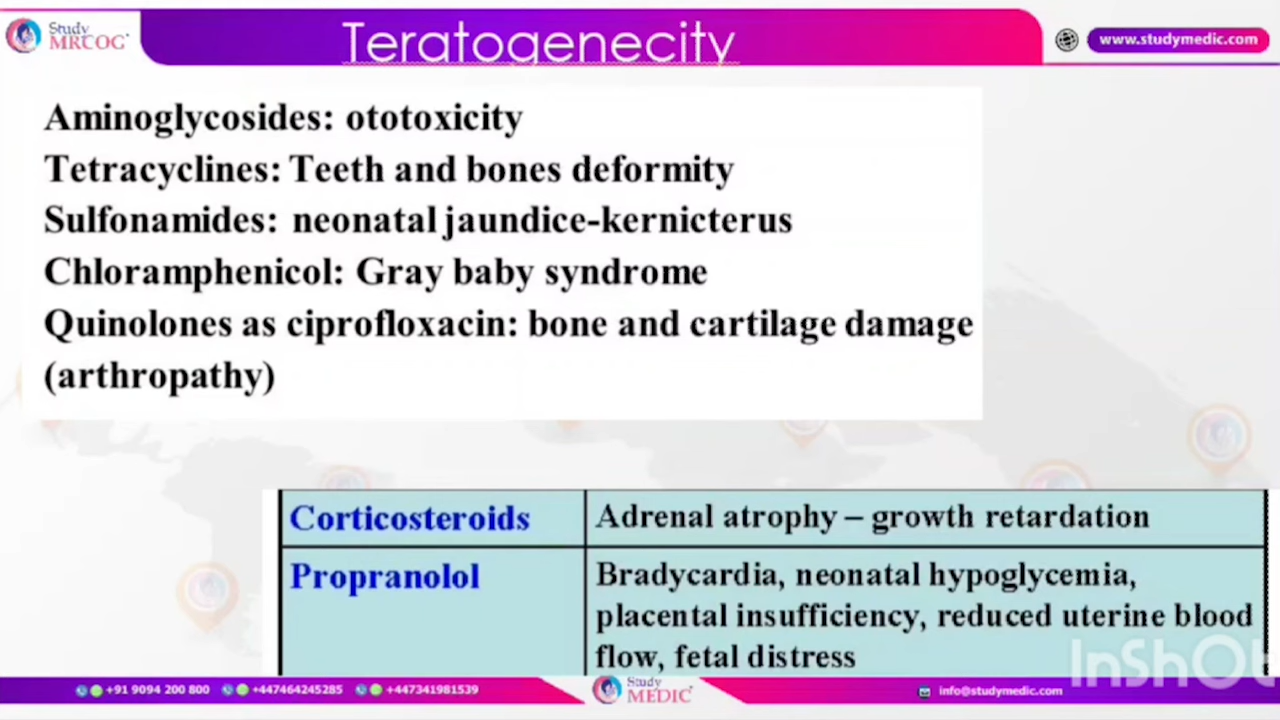 Study
MRCOG
Teratogenecity
www.studymedic.com
Aminoglycosides: ototoxicity
Tetracyclines: Teeth and bones deformity
Sulfonamides: neonatal jaundice-kernicterus
Chloramphenicol: Gray baby syndrome
Quinolones as ciprofloxacin: bone and cartilage damage
(arthropathy)
Corticosteroids
Adrenal atrophy – growth retardation
Propranolol
Bradycardia, neonatal hypoglycemia,
placental insufficiency, reduced uterine blood
flow, fetal distress
InShOt
+91 9094 200 800 +447464245285 +447341981539
Study
MEDIC
info@studymedic.com